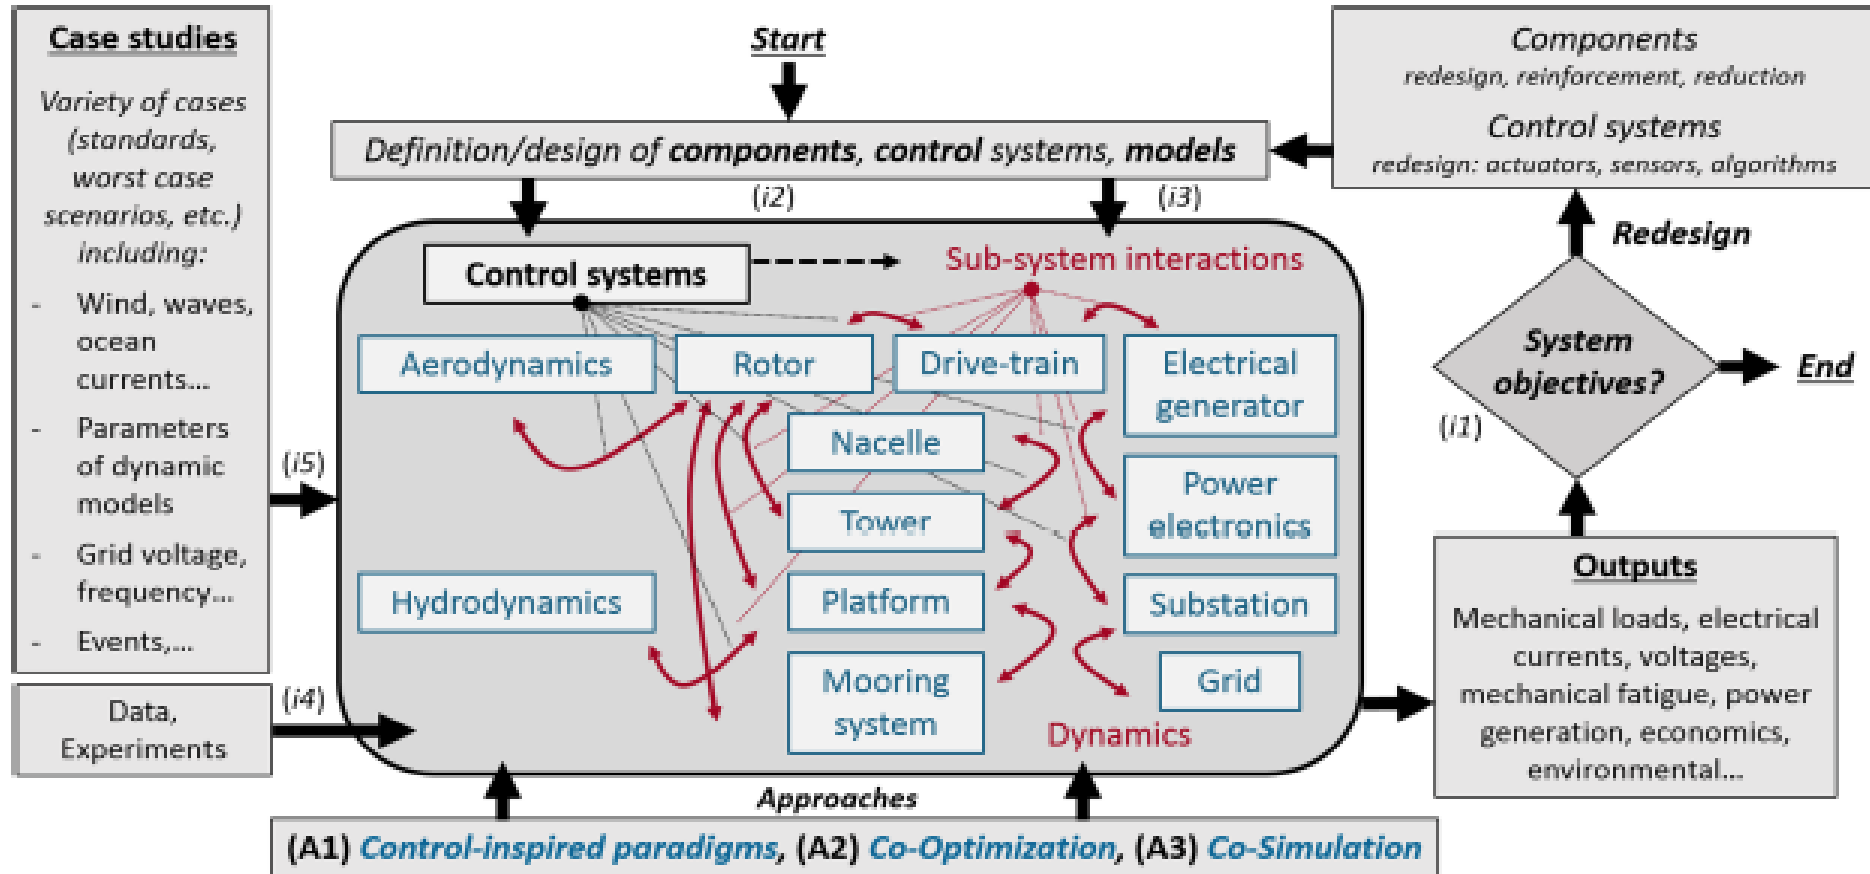 Case studies
Variety of cases
(standards,
worst case
scenarios, etc.)
including:
- Wind, waves,
ocean
currents...
- Parameters
of dynamic
models
- Grid voltage,
frequency...
- Events,...
(i5)
Data,
Experiments
(i4)
Start
Definition/design of components, control systems, models
(i2)
(i3)
Control systems
Sub-system interactions
Aerodynamics
Rotor
Drive-train
Electrical
generator
Nacelle
Tower
Power
electronics
Hydrodynamics
Platform
Substation
Mooring
system
Grid
Dynamics
Approaches
(A1) Control-inspired paradigms, (A2) Co-Optimization, (A3) Co-Simulation
Components
redesign, reinforcement, reduction
Control systems
redesign: actuators, sensors, algorithms
Redesign
System
objectives?
End
(i1)
Outputs
Mechanical loads, electrical
currents, voltages,
mechanical fatigue, power
generation, economics,
environmental...